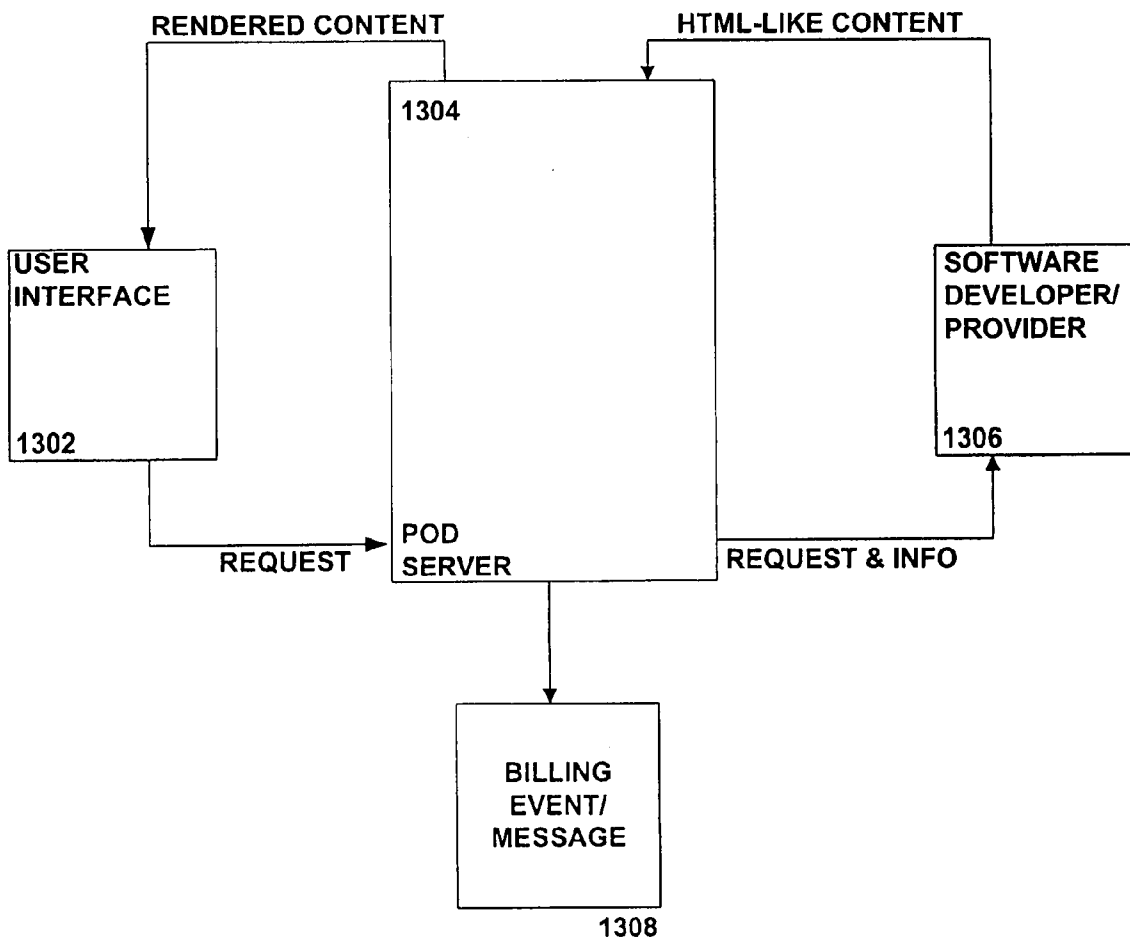 RENDERED CONTENT
HTML-LIKE CONTENT
1304
USER
INTERFACE
1302
SOFTWARE
DEVELOPER/
PROVIDER
1306
REQUEST
POD
SERVER
REQUEST & INFO
BILLING
EVENT/
MESSAGE
1308